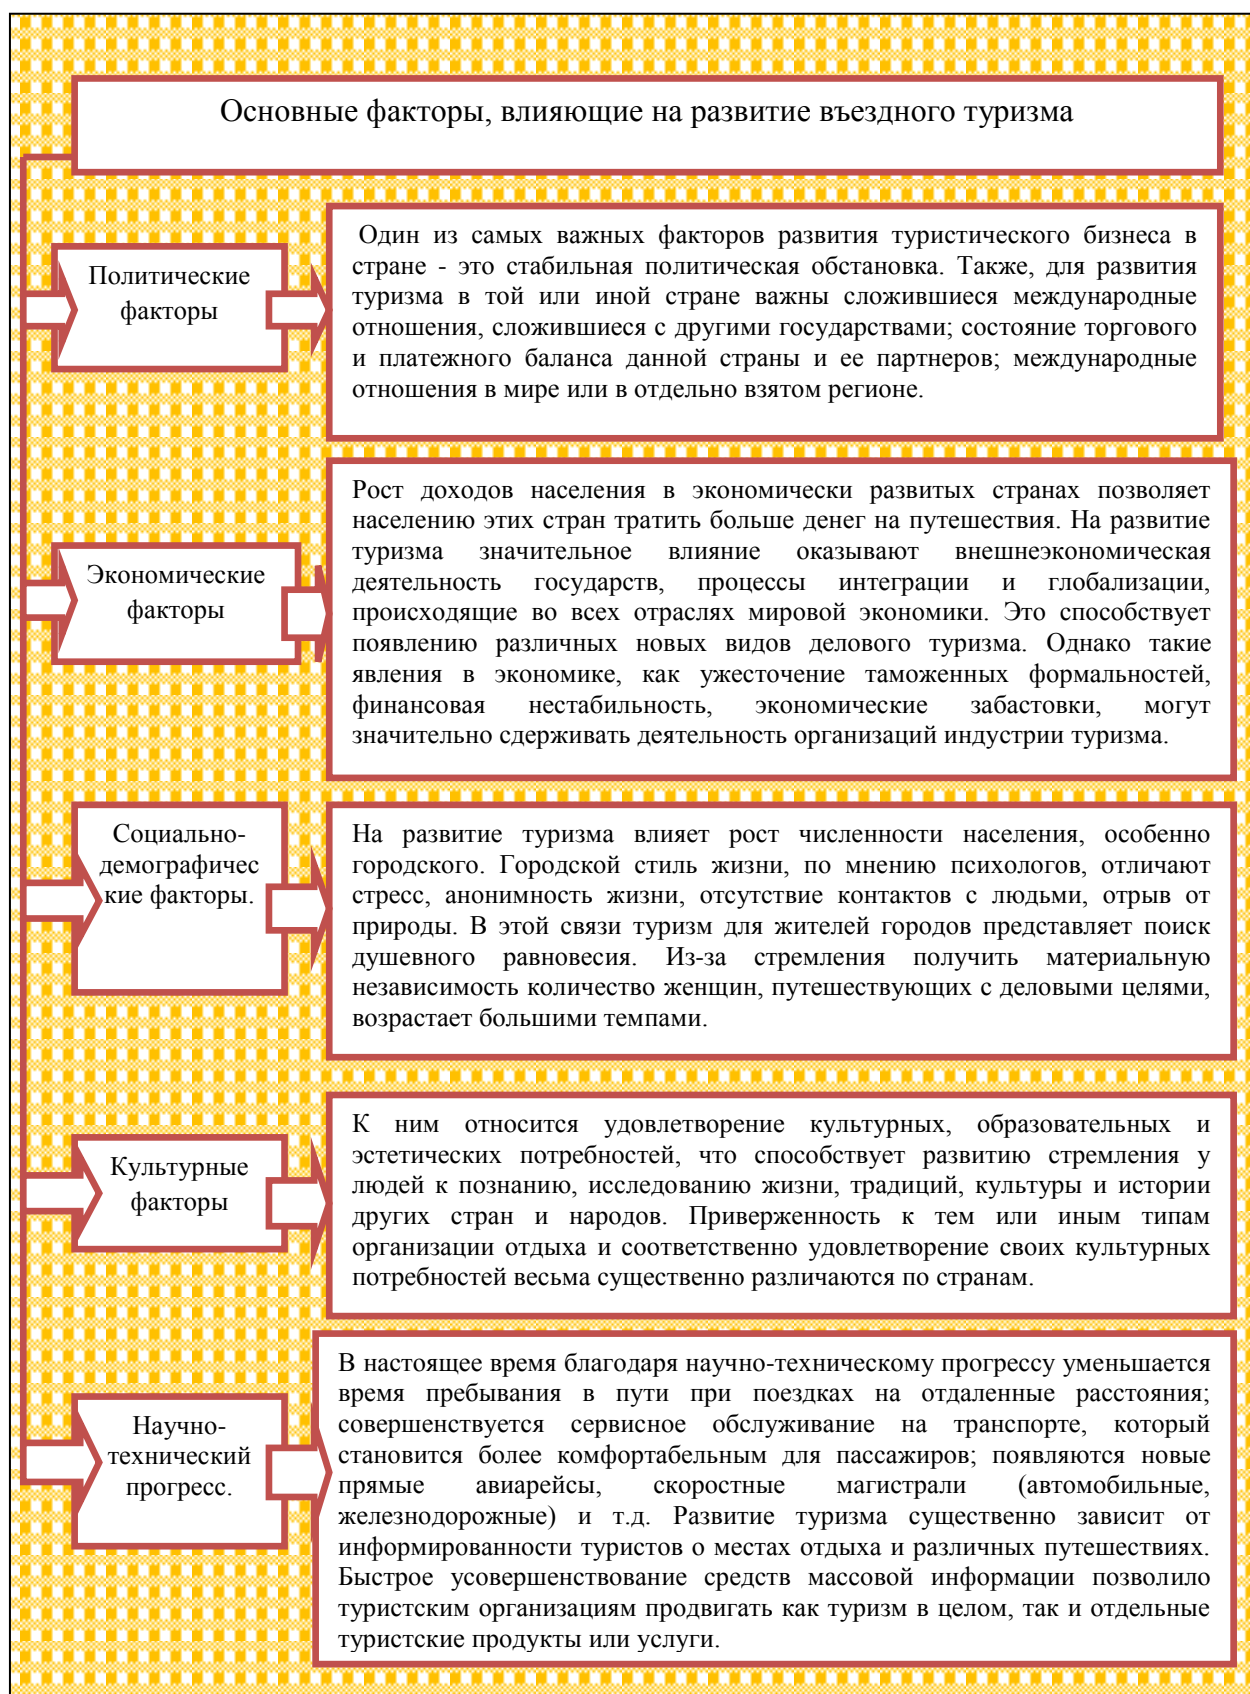 Основные факторы, влияющие на развитие въездного туризма
Политические
факторы
Один из самых важных факторов развития туристического бизнеса в
стране - это стабильная политическая обстановка. Также, для развития
туризма в той или иной стране важны сложившиеся международные
отношения, сложившиеся с другими государствами; состояние торгового
и платежного баланса данной страны и ее партнеров; международные
отношения в мире или в отдельно взятом регионе.
Экономические
факторы
Рост доходов населения в экономически развитых странах позволяет
населению этих стран тратить больше денег на путешествия. На развитие
туризма значительное влияние оказывают внешнеэкономическая
деятельность государств, процессы интеграции и глобализации,
происходящие во всех отраслях мировой экономики. Это способствует
появлению различных новых видов делового туризма. Однако такие
явления в экономике, как ужесточение таможенных формальностей,
финансовая нестабильность, экономические забастовки, могут
значительно сдерживать деятельность организаций индустрии туризма.
Социально-
демографичес
кие факторы.
На развитие туризма влияет рост численности населения, особенно
городского. Городской стиль жизни, по мнению психологов, отличают
стресс, анонимность жизни, отсутствие контактов с людьми, отрыв от
природы. В этой связи туризм для жителей городов представляет поиск
душевного равновесия. Из-за стремления получить материальную
независимость количество женщин, путешествующих с деловыми целями,
возрастает большими темпами.
Культурные
факторы
К ним относится удовлетворение культурных, образовательных и
эстетических потребностей, что способствует развитию стремления у
людей к познанию, исследованию жизни, традиций, культуры и истории
других стран и народов. Приверженность к тем или иным типам
организации отдыха и соответственно удовлетворение своих культурных
потребностей весьма существенно различаются по странам.
Научно-
технический
прогресс.
В настоящее время благодаря научно-техническому прогрессу уменьшается
время пребывания в пути при поездках на отдаленные расстояния;
совершенствуется сервисное обслуживание на транспорте, который
становится более комфортабельным для пассажиров; появляются новые
прямые авиарейсы, скоростные магистрали (автомобильные,
железнодорожные) и т.д. Развитие туризма существенно зависит от
информированности туристов о местах отдыха и различных путешествиях.
Быстрое усовершенствование средств массовой информации позволило
туристским организациям продвигать как туризм в целом, так и отдельные
туристские продукты или услуги.